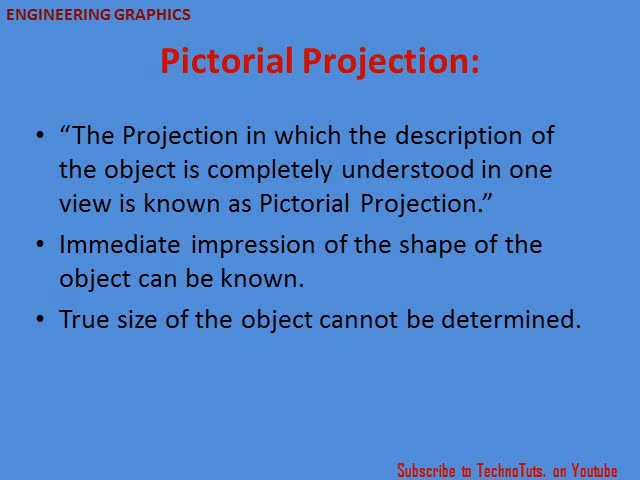 ENGINEERING GRAPHICS
Pictorial Projection:
• “The Projection in which the description of
the object is completely understood in one
view is known as Pictorial Projection.”
• Immediate impression of the shape of the
object can be known.
• True size of the object cannot be determined.
Subscribe to TechnoTuts. on Youtube